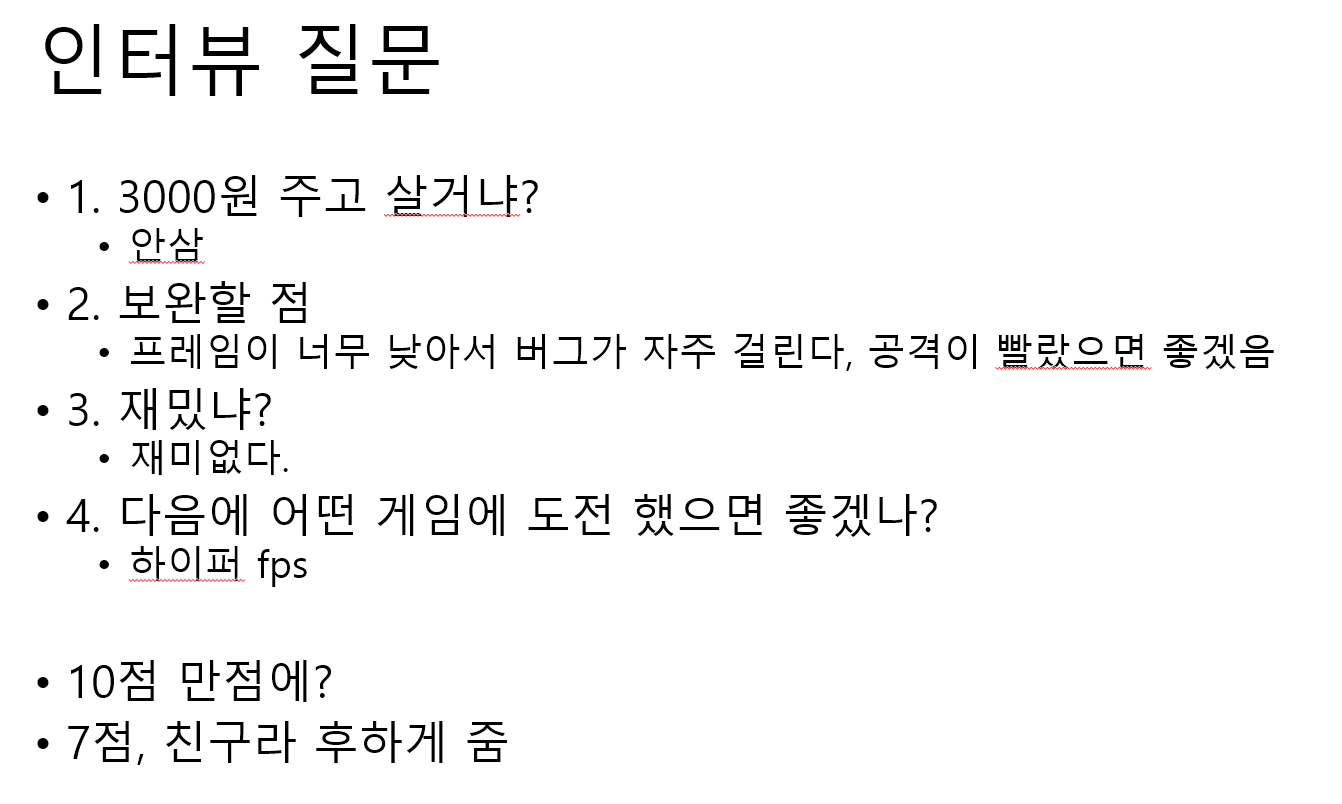 인터뷰 질문
• 1. 3000원 주고 살거냐?
• 안삼
• 2. 보완할 점
• 프레임이 너무 낮아서 버그가 자주 걸린다, 공격이 빨랐으면 좋겠음
• 3. 재밌냐?
• 재미없다.
• 4. 다음에 어떤 게임에 도전 했으면 좋겠나?
• 하이퍼 fps
• 10점 만점에?
• 7점, 친구라 후하게 줌